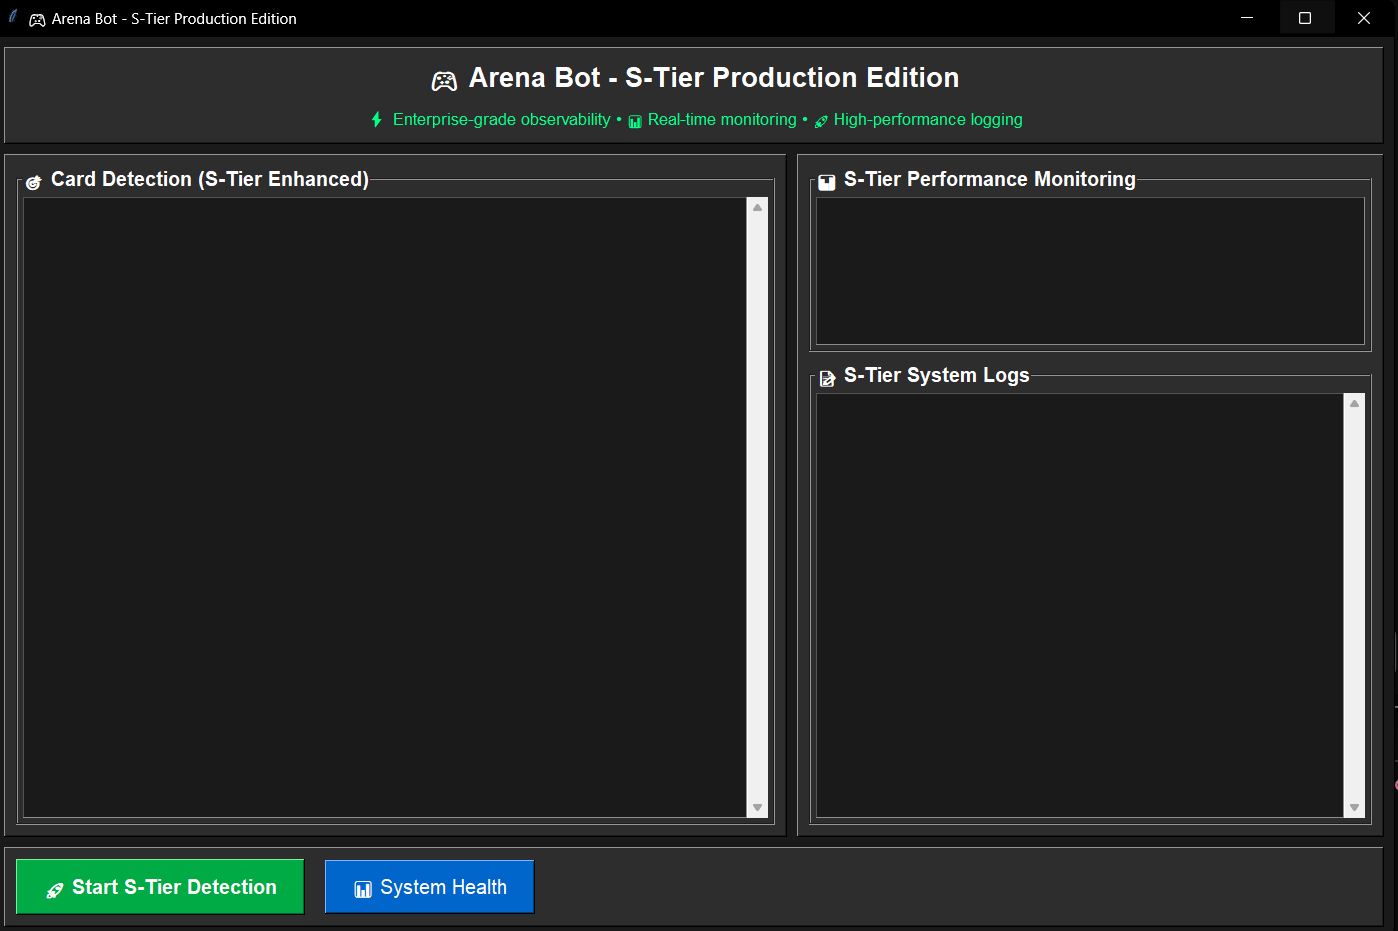 Arena Bot - S-Tier Production Edition
Arena Bot - S-Tier Production Edition
Enterprise-grade observability • Real-time monitoring • High-performance logging
Card Detection (S-Tier Enhanced)
S-Tier Performance Monitoring
S-Tier System Logs
Start S-Tier Detection
System Health